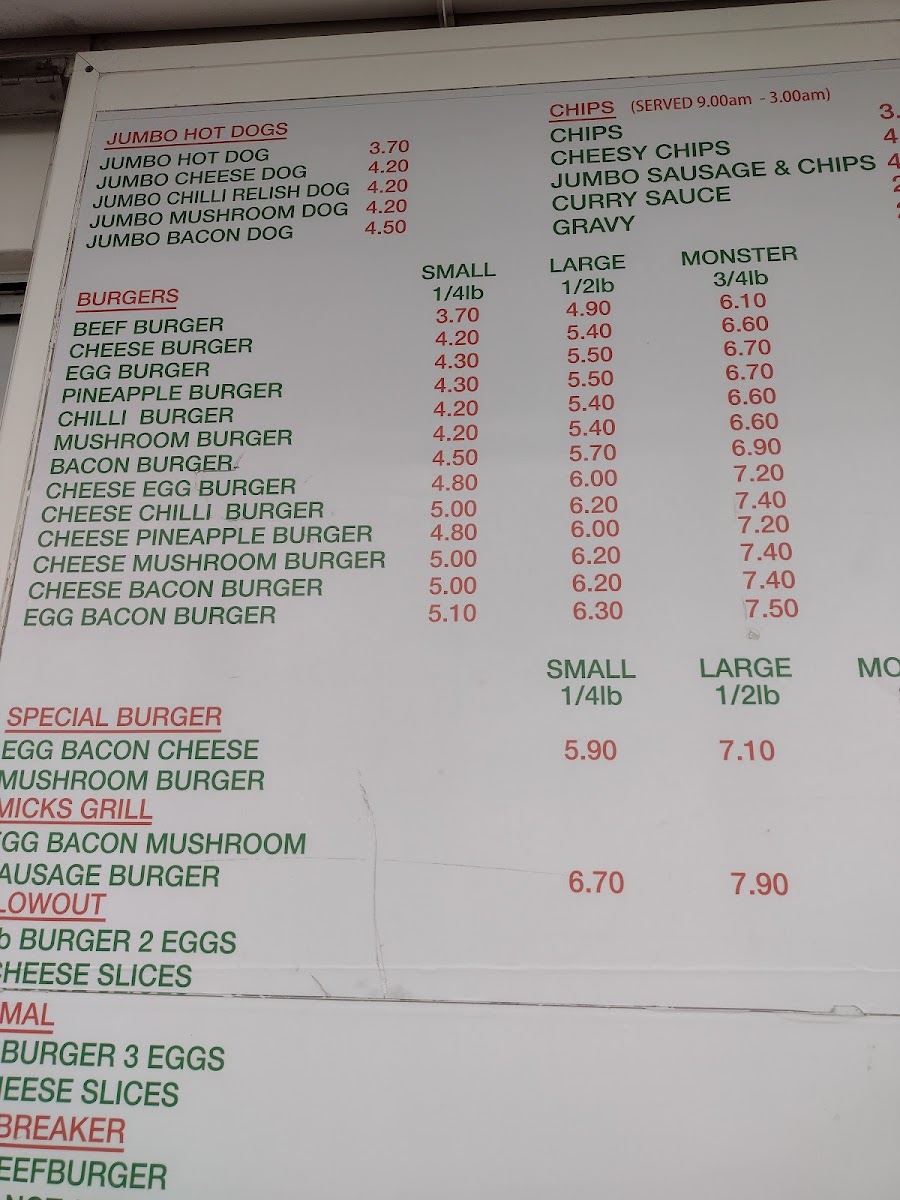 JUMBO HOT DOGS
JUMBO HOT DOG 3.70
JUMBO CHEESE DOG 4.20
JUMBO CHILLI RELISH DOG 4.20
JUMBO MUSHROOM DOG 4.20
JUMBO BACON DOG 4.50
CHIPS (SERVED 9.00am - 3.00am)
CHIPS 3.
CHEESY CHIPS 4
JUMBO SAUSAGE & CHIPS 4
CURRY SAUCE
GRAVY
SMALL LARGE MONSTER
BURGERS 1/4lb 1/2lb 3/4lb
BEEF BURGER 3.70 4.90 6.10
CHEESE BURGER 4.20 5.40 6.60
EGG BURGER 4.30 5.50 6.70
PINEAPPLE BURGER 4.30 5.50 6.70
CHILLI BURGER 4.20 5.40 6.60
MUSHROOM BURGER 4.20 5.40 6.60
BACON BURGER 4.50 5.70 6.90
CHEESE EGG BURGER 4.80 6.00 7.20
CHEESE CHILLI BURGER 5.00 6.20 7.40
CHEESE PINEAPPLE BURGER 4.80 6.00 7.20
CHEESE MUSHROOM BURGER 5.00 6.20 7.40
CHEESE BACON BURGER 5.00 6.20 7.40
EGG BACON BURGER 5.10 6.30 7.50
SMALL LARGE MO
1/4lb 1/2lb
SPECIAL BURGER
EGG BACON CHEESE 5.90 7.10
MUSHROOM BURGER
MICKS GRILL
EGG BACON MUSHROOM
AUSAGE BURGER 6.70 7.90
LOWOUT
b BURGER 2 EGGS
CHEESE SLICES
MAL
BURGER 3 EGGS
HEESE SLICES
BREAKER
EEFBURGER